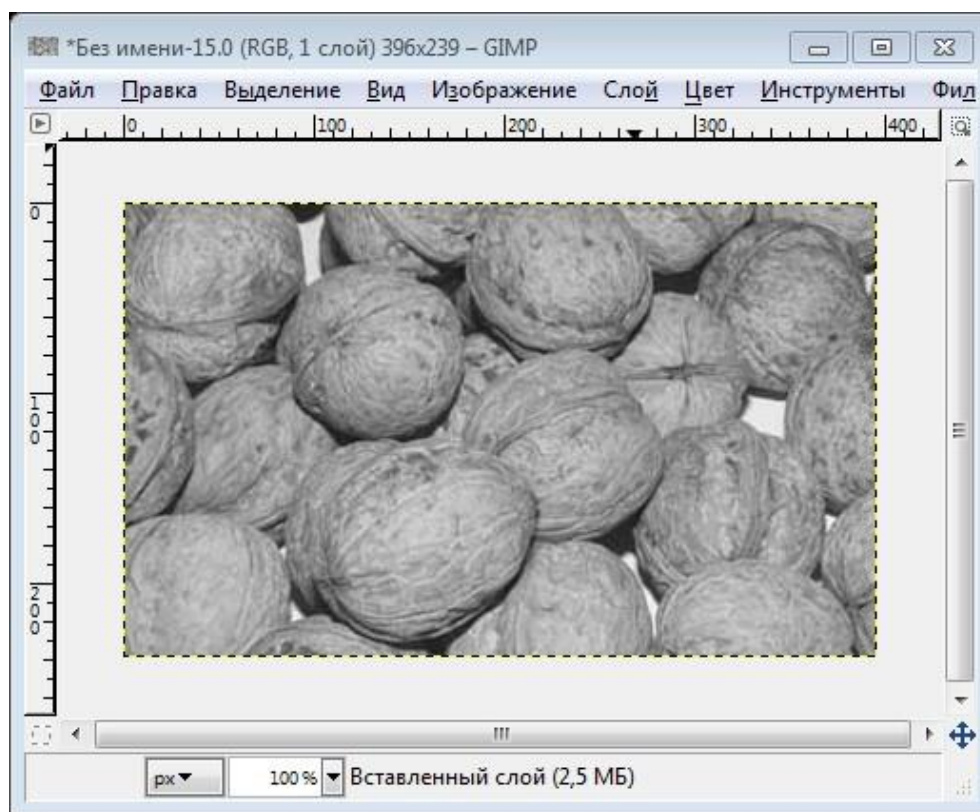 *Без имени-15.0 (RGB, 1 слой) 396x239 – GIMP
Файл Правка Выделение Вид Изображение Слой Цвет Инструменты Фил
0 100 200 300 400
0
100
200
px 100 % Вставленный слой (2,5 МБ)